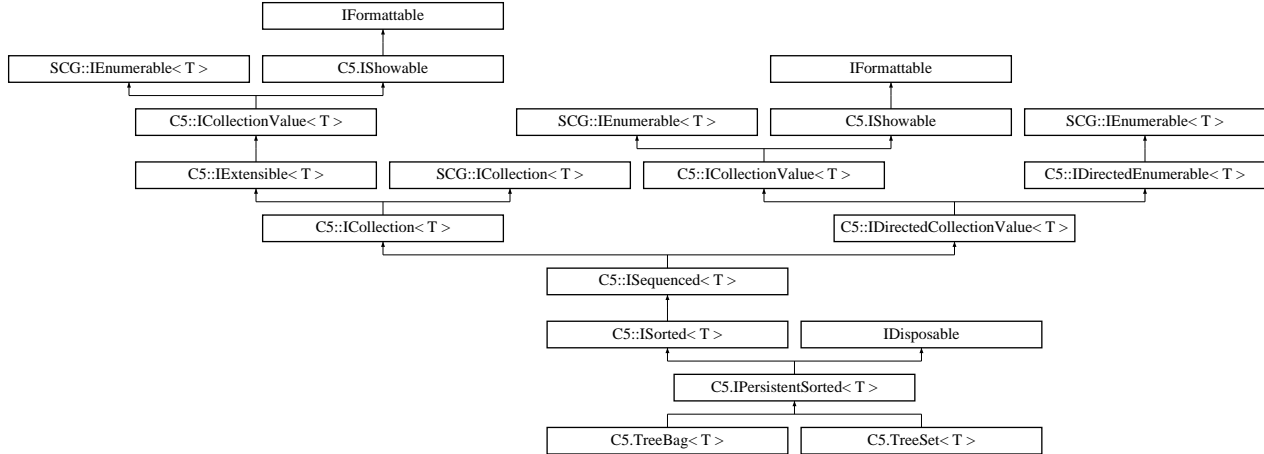 IFormattable
SCG::IEnumerable< T >
C5.IShowable
IFormattable
C5::ICollectionValue< T >
SCG::IEnumerable< T >
C5.IShowable
SCG::IEnumerable< T >
C5::IExtensible< T >
SCG::ICollection< T >
C5::ICollectionValue< T >
C5::IDirectedEnumerable< T >
C5::ICollection< T >
C5::IDirectedCollectionValue< T >
C5::ISequenced< T >
C5::ISorted< T >
IDisposable
C5.IPersistentSorted< T >
C5.TreeBag< T >
C5.TreeSet< T >